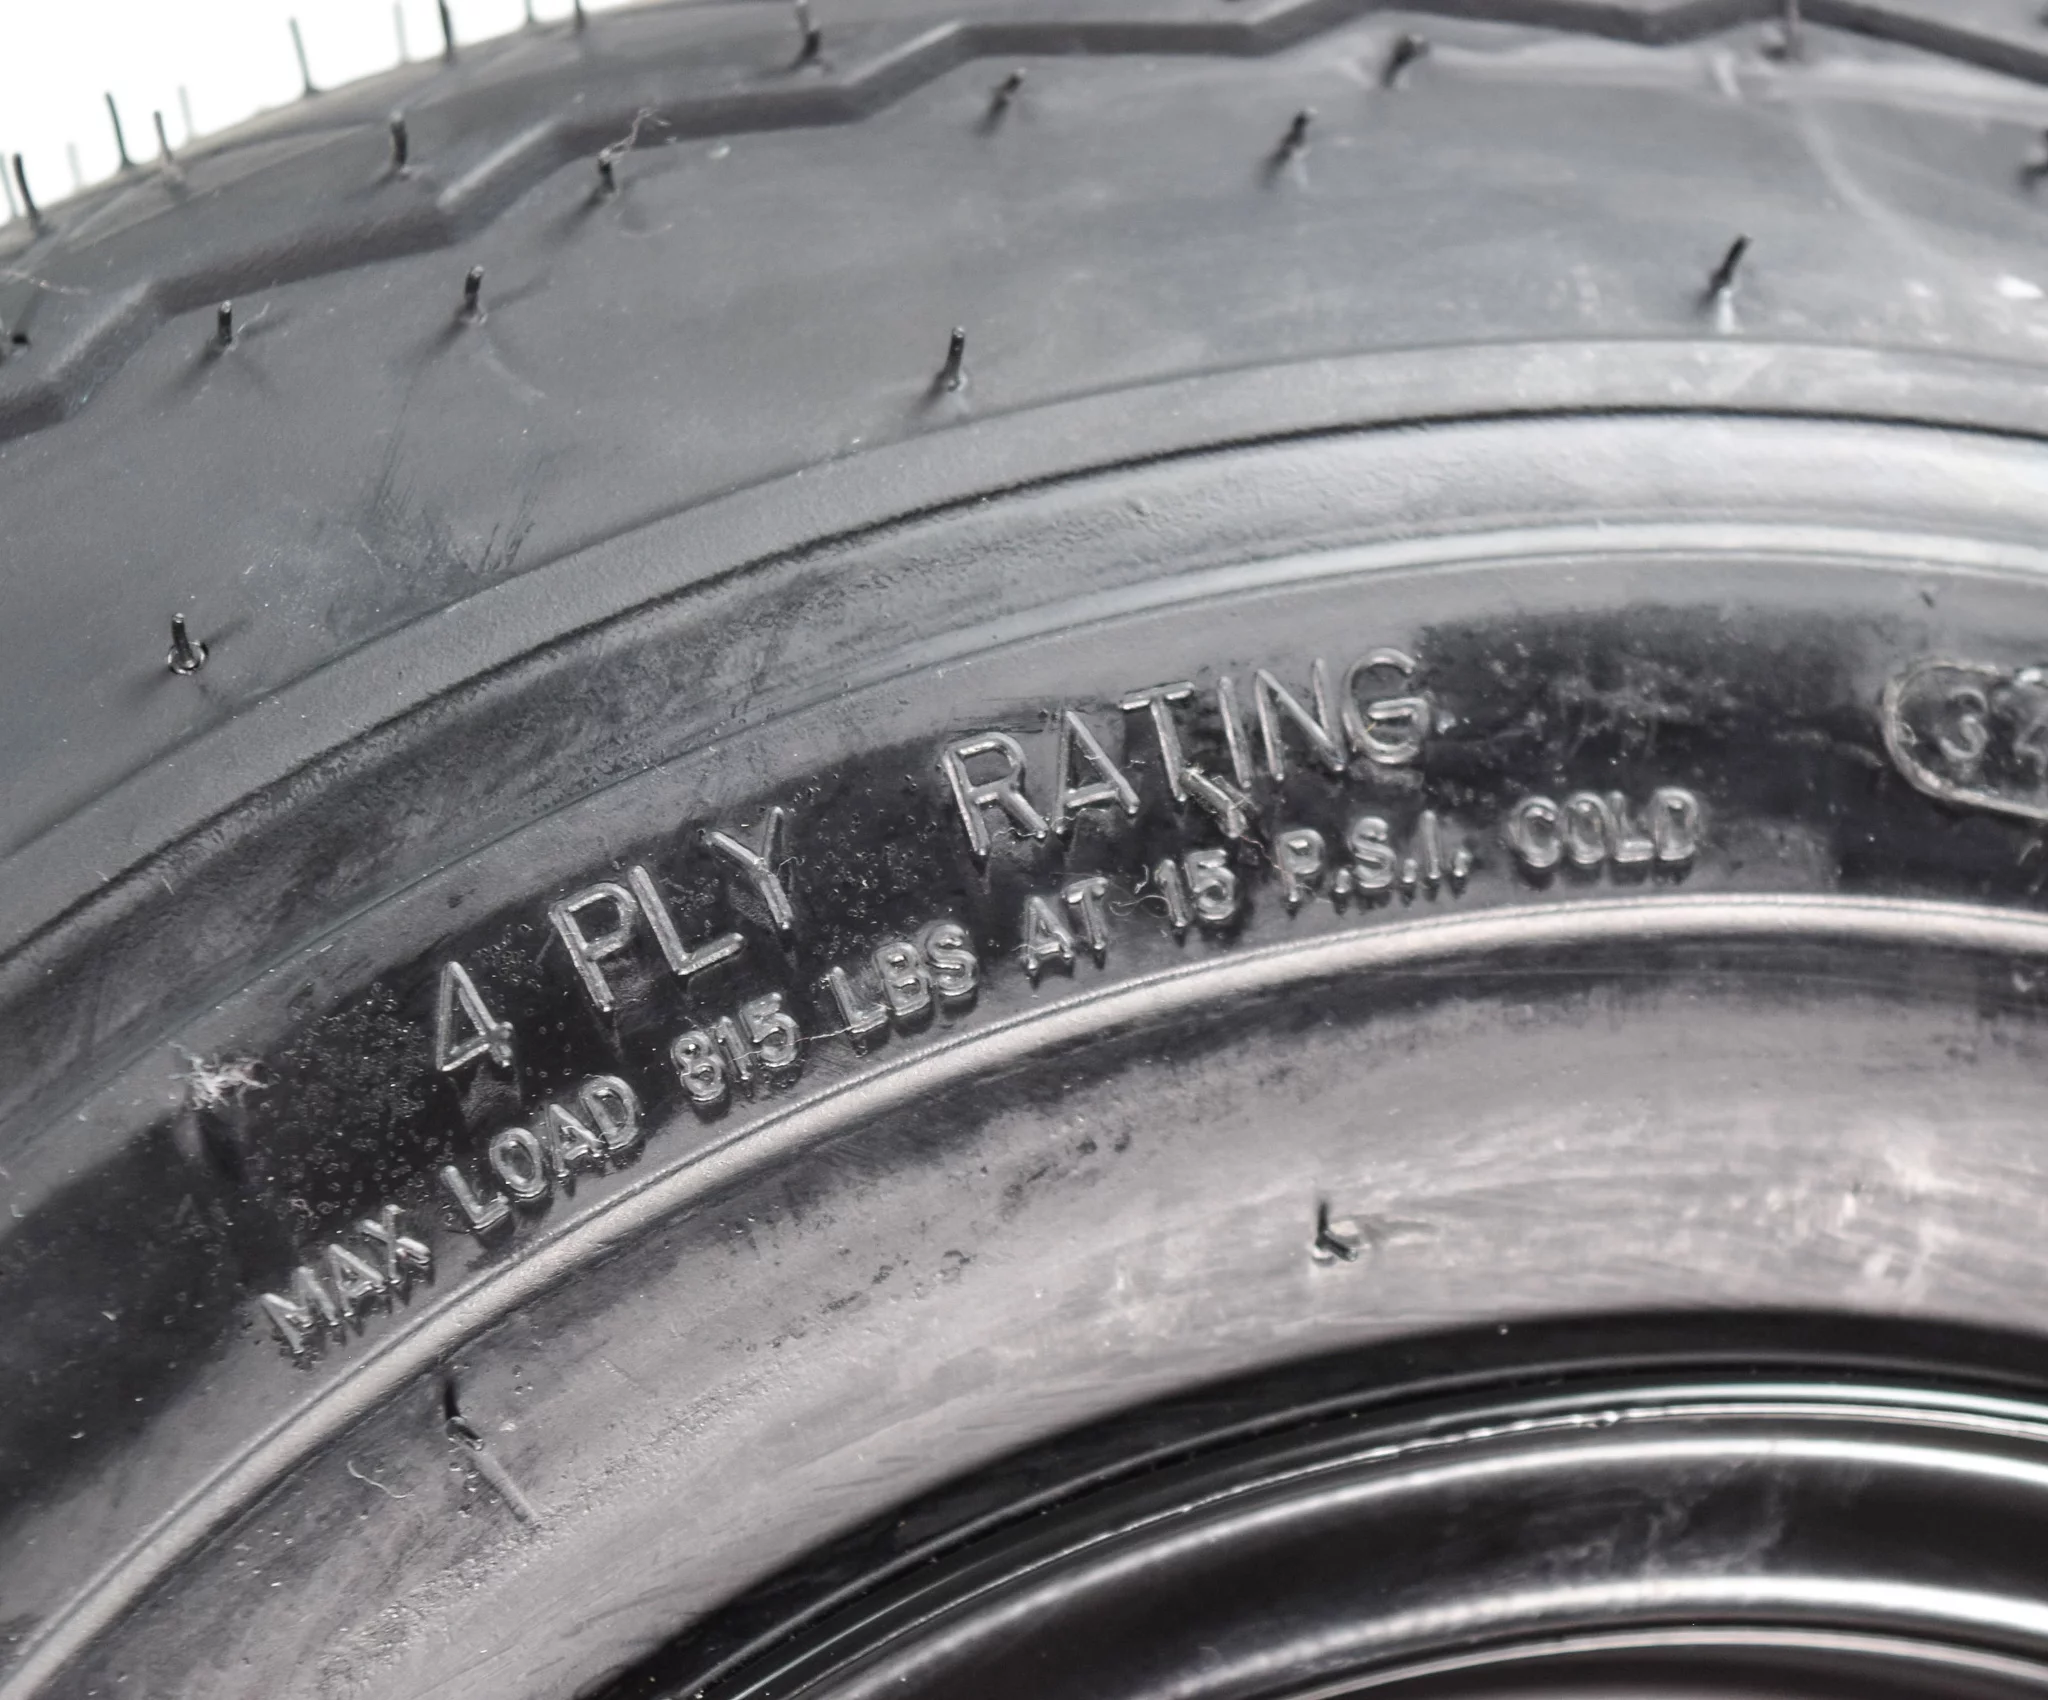 4 PLY RATING
MAX LOAD 815 LBS AT 15 P.S.I. COLD